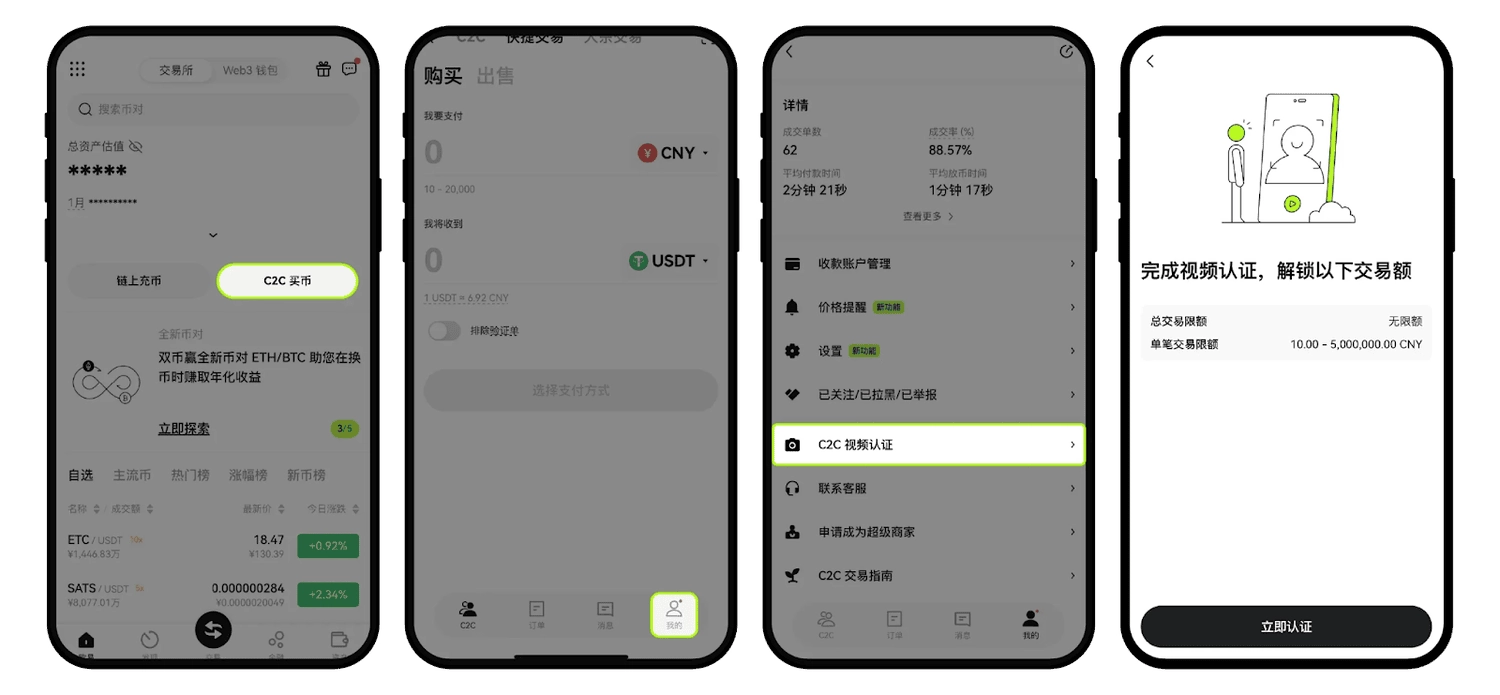 交易所 Web3 钱包
搜索币对
总资产估值
*****
1月 **********
链上充币 C2C 买币
全新币对
双币赢全新币对 ETH/BTC 助您在换
币时赚取年化收益
立即探索 3/5
自选 主流币 热门榜 涨幅榜 新币榜
名称 / 成交额 最新价 今日涨跌
ETC / USDT 10x 18.47 +0.92%
¥1,446.83万 ¥130.39
SATS / USDT 5x 0.000000284 +2.34%
¥8,077.01万 ¥0.0000020049
C2C 快捷交易 大宗交易
购买 出售
我要支付
0 CNY
10 - 20,000
我将收到
0 USDT
1 USDT ≈ 6.92 CNY
排除验证单
选择支付方式
C2C 订单 消息 我的
详情
成交单数 成交率 (%)
62 88.57%
平均付款时间 平均放币时间
2分钟 21秒 1分钟 17秒
查看更多
收款账户管理
价格提醒 新功能
设置 新功能
已关注/已拉黑/已举报
C2C 视频认证
联系客服
申请成为超级商家
C2C 交易指南
C2C 订单 消息 我的
完成视频认证，解锁以下交易额
总交易限额 无限额
单笔交易限额 10.00 - 5,000,000.00 CNY
立即认证